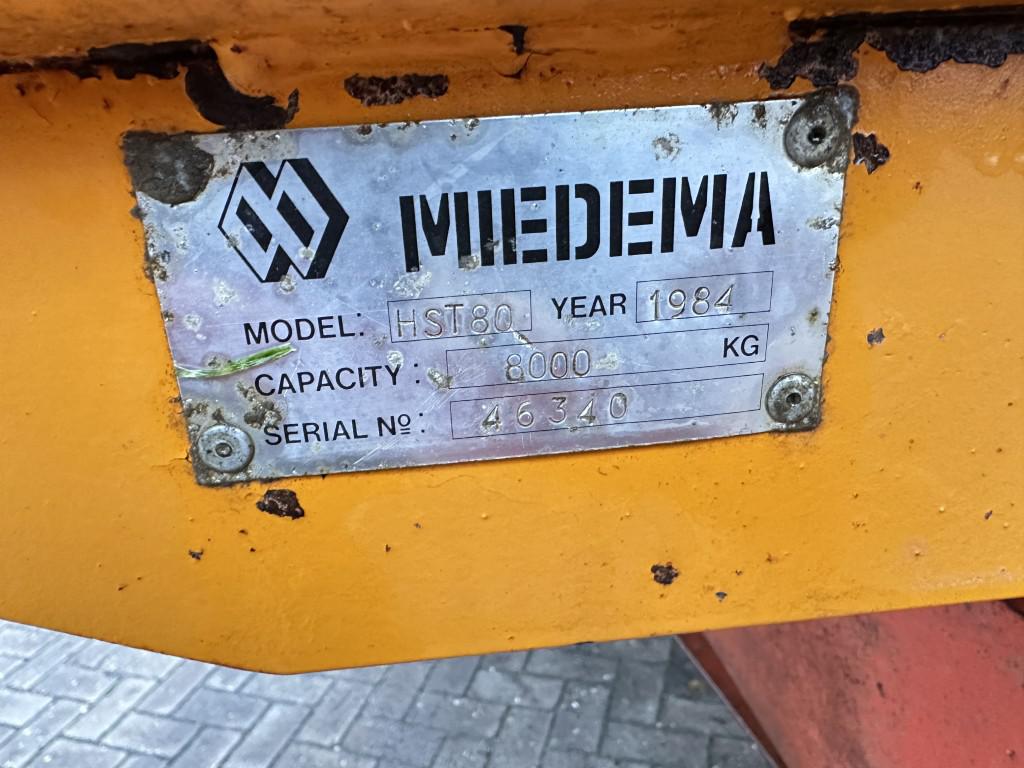 MIEDEMA
MODEL: HST80 YEAR 1984
CAPACITY: 8000 KG
SERIAL Nº: 46340